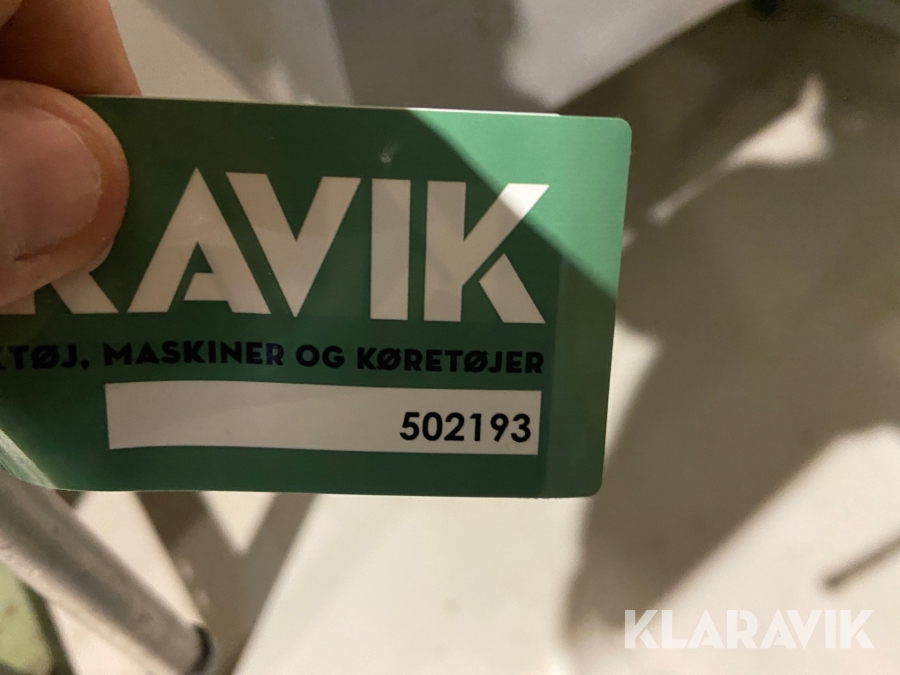 RAVIK
KTØJ, MASKINER OG KØRETØJER
502193
KLARAVIK